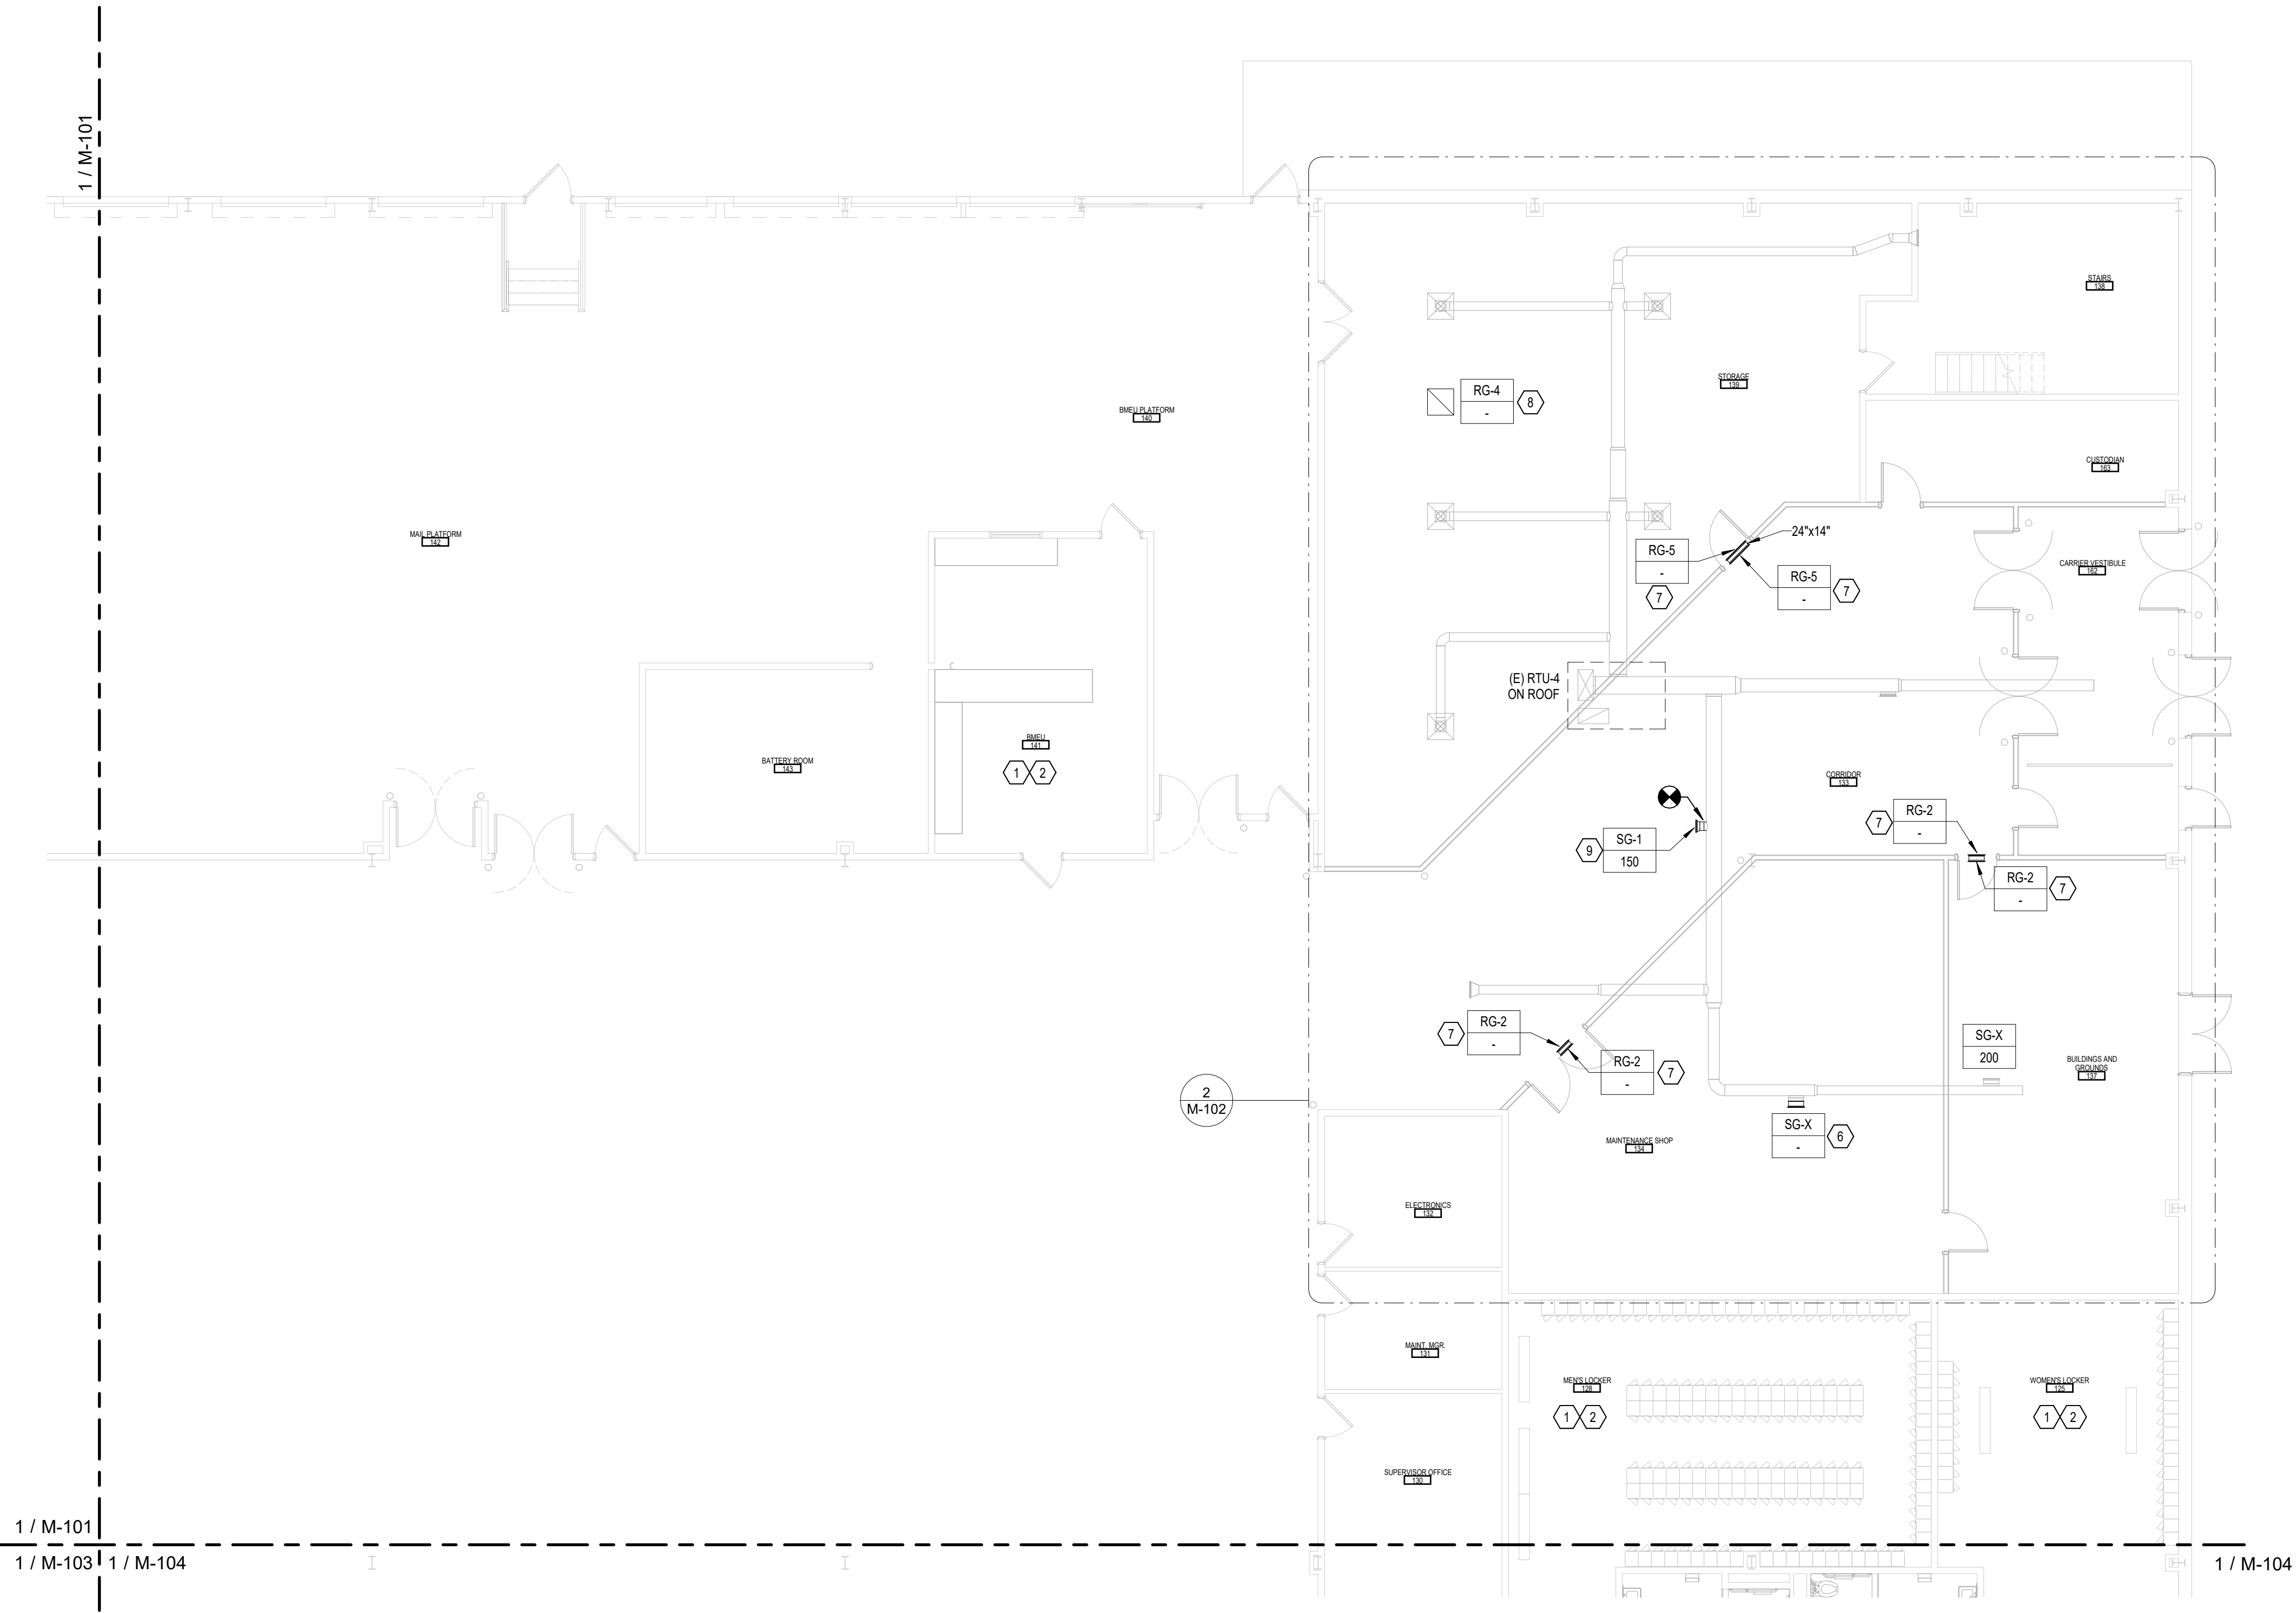 1 / M-101
STAIRS
138
STORAGE
139
RG-4
-
8
BMEU PLATFORM
140
CUSTODIAN
163
MAIL PLATFORM
142
24"x14"
RG-5
-
7
RG-5
-
7
CARRIER VESTIBULE
162
(E) RTU-4
ON ROOF
BMEU
141
1
2
BATTERY ROOM
143
CORRIDOR
133
7
RG-2
-
9
SG-1
150
RG-2
-
7
7
RG-2
-
RG-2
-
7
SG-X
200
BUILDINGS AND
GROUNDS
137
2
M-102
SG-X
-
6
MAINTENANCE SHOP
134
ELECTRONICS
132
MAINT. MGR.
131
MEN'S LOCKER
128
1
2
WOMEN'S LOCKER
125
1
2
SUPERVISOR OFFICE
130
1 / M-101
1 / M-103
1 / M-104
1 / M-104